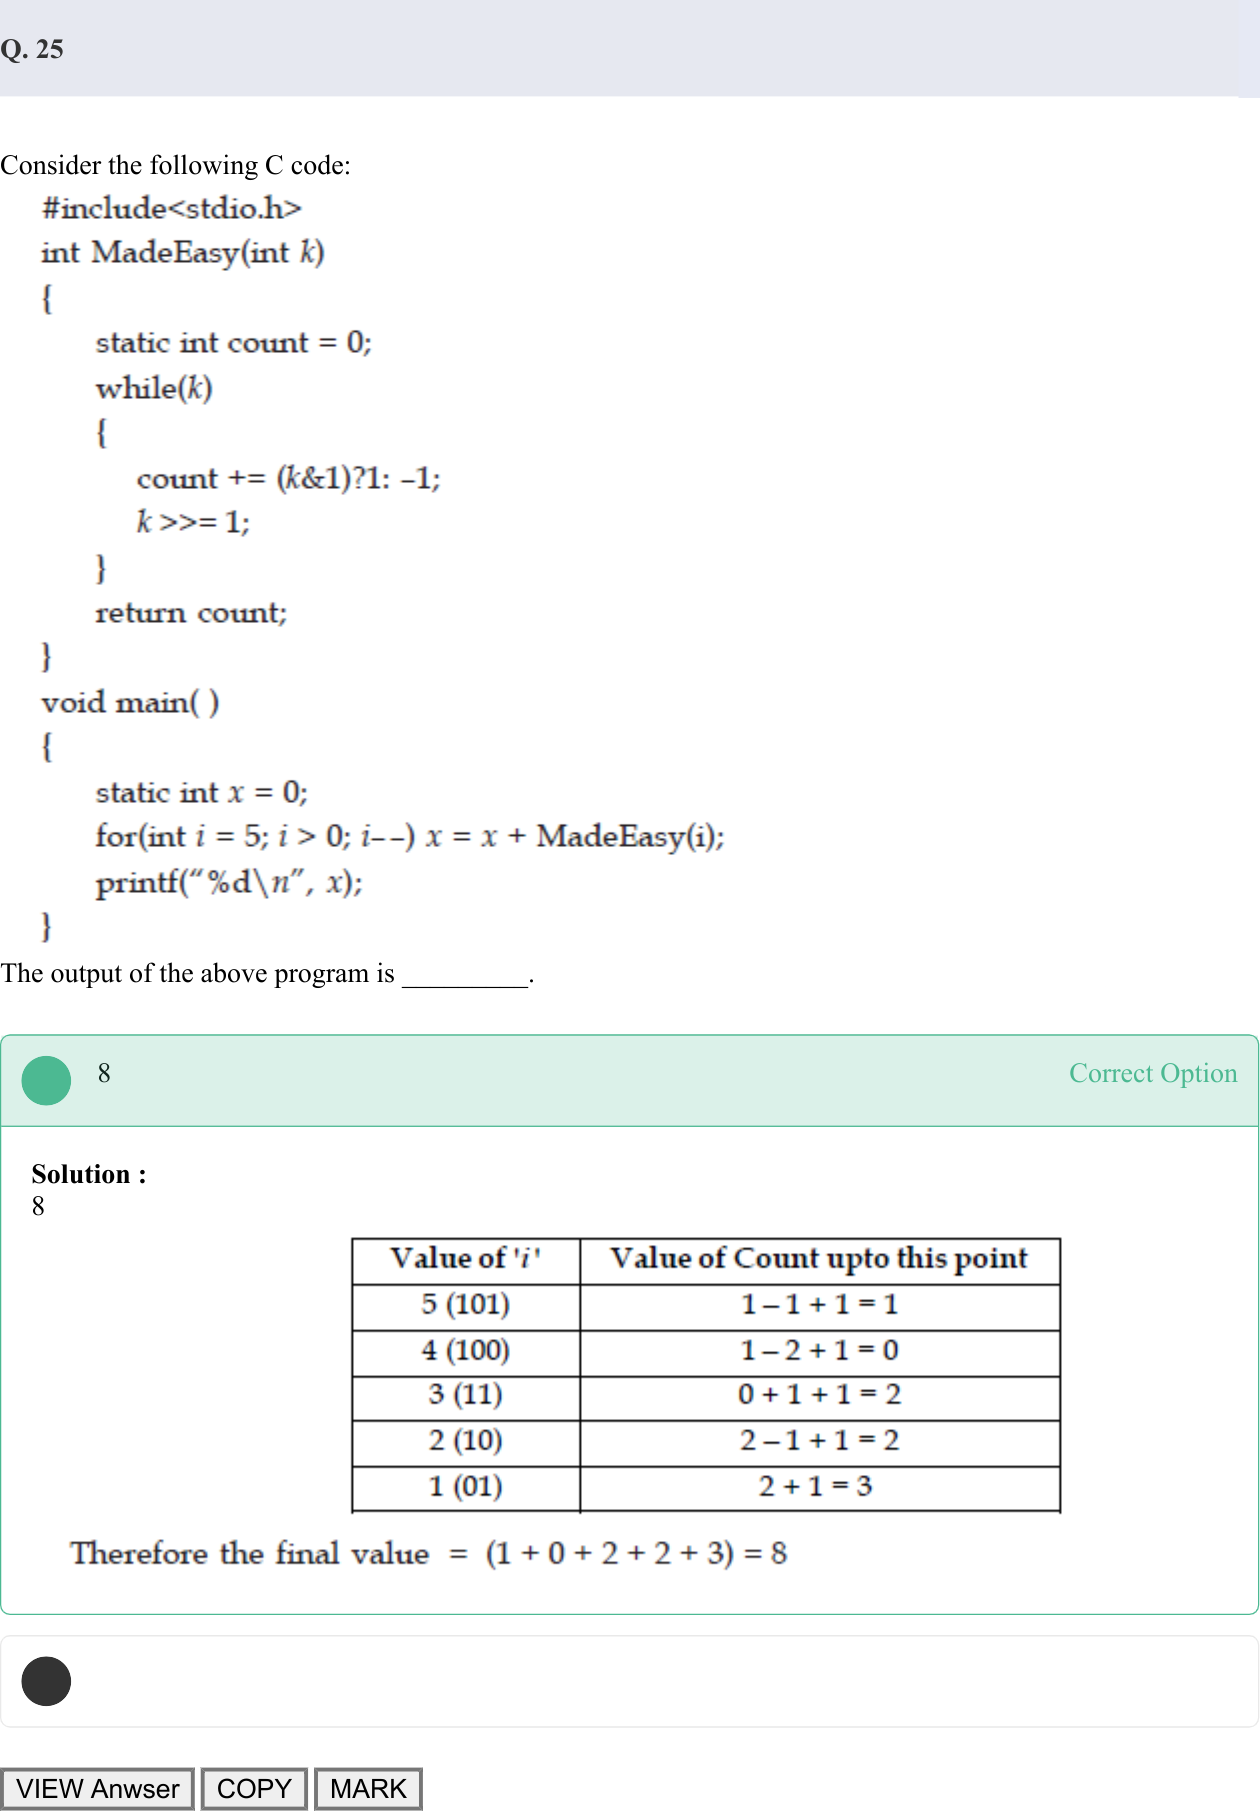 Q. 25
Consider the following C code:
#include<stdio.h>
int MadeEasy(int k)
{
static int count = 0;
while(k)
{
count += (k&1)?1: –1;
k >>= 1;
}
return count;
}
void main( )
{
static int x = 0;
for(int i = 5; i > 0; i--) x = x + MadeEasy(i);
printf(“%d\n”, x);
}
The output of the above program is _________.
8 Correct Option
Solution :
8
Value of 'i' Value of Count upto this point
5 (101) 1 – 1 + 1 = 1
4 (100) 1 – 2 + 1 = 0
3 (11) 0 + 1 + 1 = 2
2 (10) 2 – 1 + 1 = 2
1 (01) 2 + 1 = 3
Therefore the final value = (1 + 0 + 2 + 2 + 3) = 8
VIEW Anwser COPY MARK